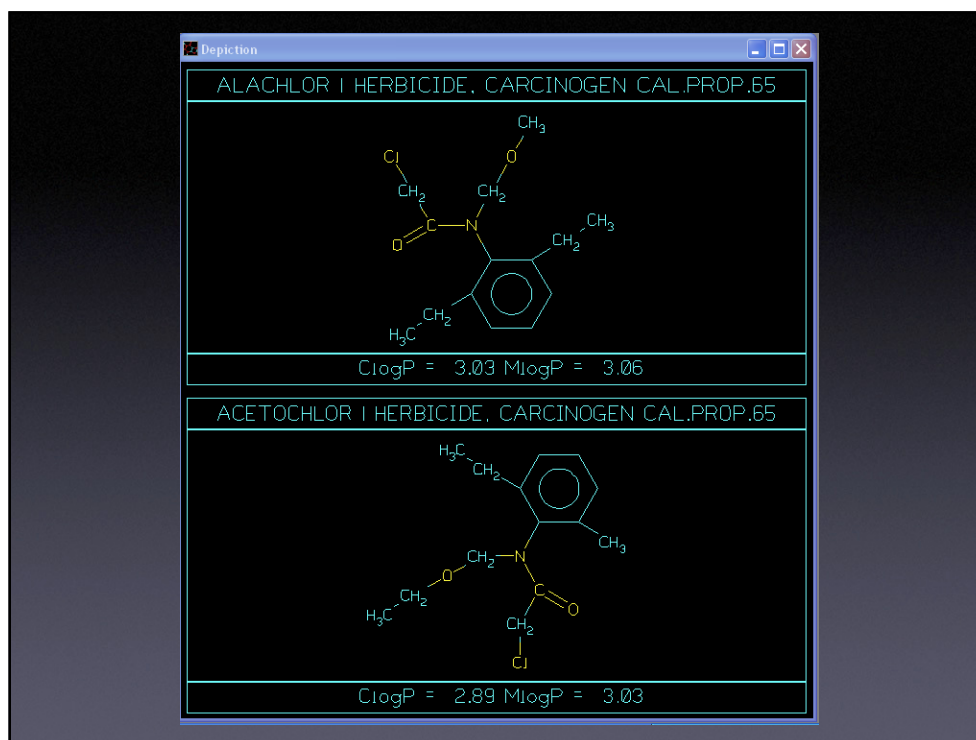 Depiction
ALACHLOR | HERBICIDE, CARCINOGEN CAL.PROP.65
CH3
Cl
O
CH2
CH2
C
N
CH3
O
CH2
CH2
H3C
ClogP = 3.03 MlogP = 3.06
ACETOCHLOR | HERBICIDE, CARCINOGEN CAL.PROP.65
H3C
CH2
CH3
CH2
N
O
C
CH2
O
H3C
CH2
Cl
ClogP = 2.89 MlogP = 3.03